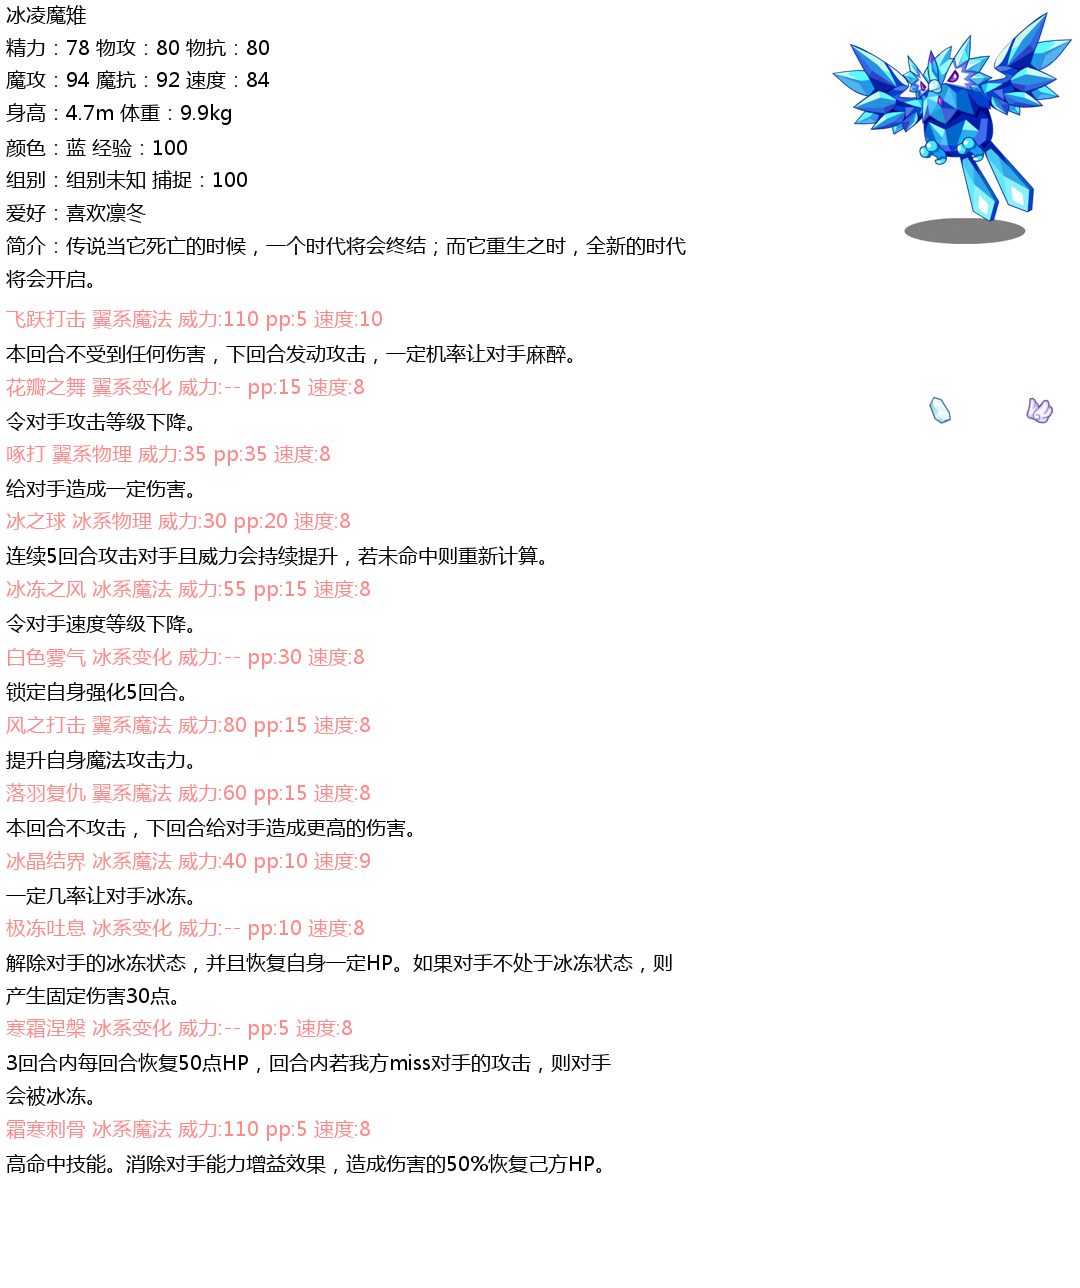 冰凌魔雉
精力：78 物攻：80 物抗：80
魔攻：94 魔抗：92 速度：84
身高：4.7m 体重：9.9kg
颜色：蓝 经验：100
组别：组别未知 捕捉：100
爱好：喜欢凛冬
简介：传说当它死亡的时候，一个时代将会终结；而它重生之时，全新的时代
将会开启。
飞跃打击 翼系魔法 威力:110 pp:5 速度:10
本回合不受到任何伤害，下回合发动攻击，一定机率让对手麻醉。
花瓣之舞 翼系变化 威力:-- pp:15 速度:8
令对手攻击等级下降。
啄打 翼系物理 威力:35 pp:35 速度:8
给对手造成一定伤害。
冰之球 冰系物理 威力:30 pp:20 速度:8
连续5回合攻击对手且威力会持续提升，若未命中则重新计算。
冰冻之风 冰系魔法 威力:55 pp:15 速度:8
令对手速度等级下降。
白色雾气 冰系变化 威力:-- pp:30 速度:8
锁定自身强化5回合。
风之打击 翼系魔法 威力:80 pp:15 速度:8
提升自身魔法攻击力。
落羽复仇 翼系魔法 威力:60 pp:15 速度:8
本回合不攻击，下回合给对手造成更高的伤害。
冰晶结界 冰系魔法 威力:40 pp:10 速度:9
一定几率让对手冰冻。
极冻吐息 冰系变化 威力:-- pp:10 速度:8
解除对手的冰冻状态，并且恢复自身一定HP。如果对手不处于冰冻状态，则
产生固定伤害30点。
寒霜涅槃 冰系变化 威力:-- pp:5 速度:8
3回合内每回合恢复50点HP，回合内若我方miss对手的攻击，则对手
会被冰冻。
霜寒刺骨 冰系魔法 威力:110 pp:5 速度:8
高命中技能。消除对手能力增益效果，造成伤害的50%恢复己方HP。